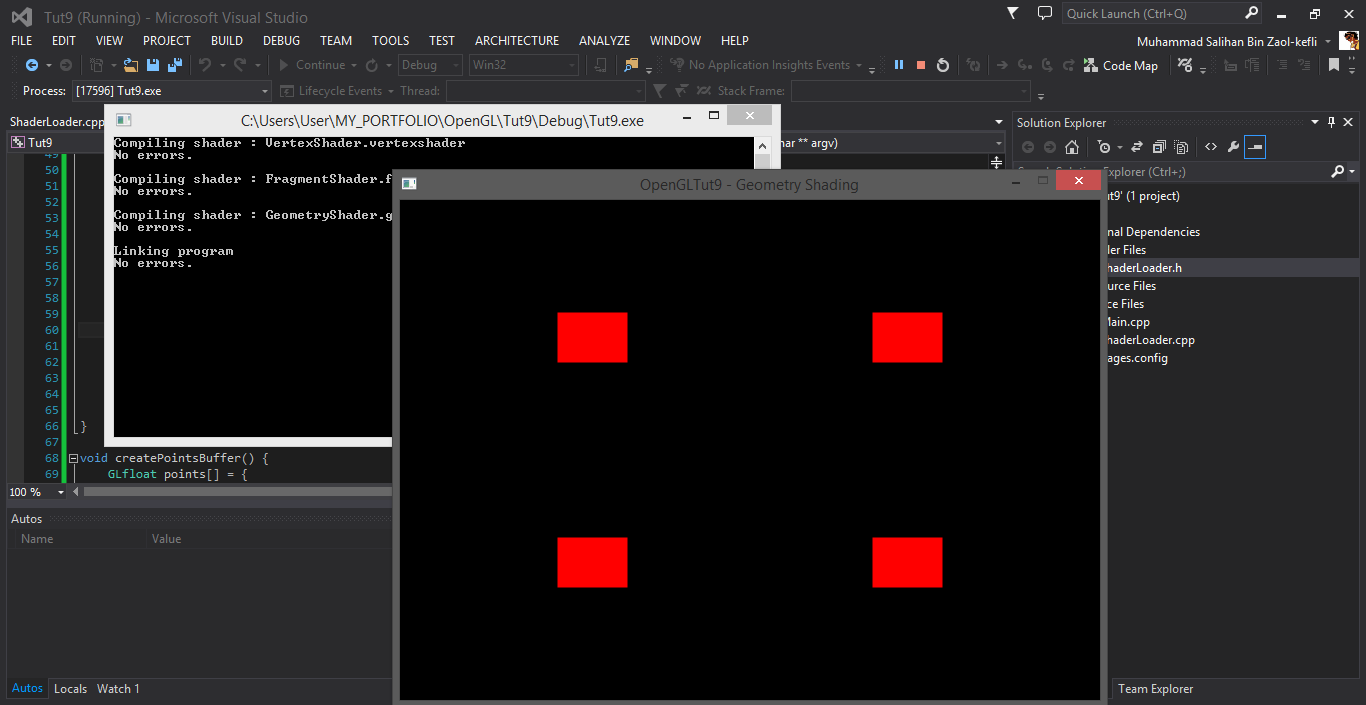 Tut9 (Running) - Microsoft Visual Studio
Quick Launch (Ctrl+Q)
FILE EDIT VIEW PROJECT BUILD DEBUG TEAM TOOLS TEST ARCHITECTURE ANALYZE WINDOW HELP
Muhammad Salihan Bin Zaol-kefli
Continue Debug Win32 No Application Insights Events Code Map
Process: [17596] Tut9.exe Lifecycle Events Thread: Stack Frame:
ShaderLoader.cpp
Tut9
har ** argv)
C:\Users\User\MY_PORTFOLIO\OpenGL\Tut9\Debug\Tut9.exe
Compiling shader : VertexShader.vertexshader
No errors.
Compiling shader : FragmentShader.f
No errors.
Compiling shader : GeometryShader.g
No errors.
Linking program
No errors.
OpenGLTut9 - Geometry Shading
49
50
51
52
53
54
55
56
57
58
59
60
61
62
63
64
65
66 }
67
68 void createPointsBuffer() {
69 GLfloat points[] = {
100 %
Autos
Name Value
Autos Locals Watch 1
Solution Explorer
Explorer (Ctrl+;)
ut9' (1 project)
nal Dependencies
der Files
haderLoader.h
urce Files
ce Files
Main.cpp
haderLoader.cpp
ages.config
Team Explorer